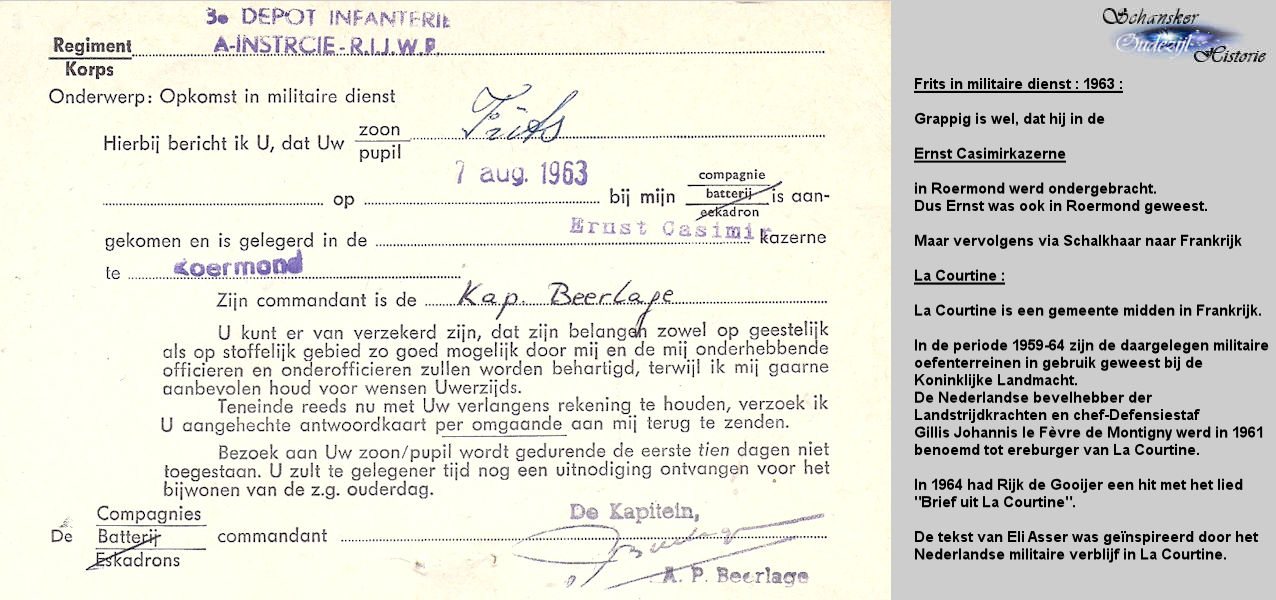 3e DEPOT INFANTERIE
Regiment A-INSTRCIE-R.I.J.W.F.
Korps
Onderwerp: Opkomst in militaire dienst
Hierbij bericht ik U, dat Uw zoon Frits
pupil
7 aug. 1963
op bij mijn compagnie batterij eskadron is aan-
gekomen en is gelegerd in de Ernst Casimir kazerne
te Roermond
Zijn commandant is de Kap. Beerlage
U kunt er van verzekerd zijn, dat zijn belangen zowel op geestelijk
als op stoffelijk gebied zo goed mogelijk door mij en de mij onderhebbende
officieren en onderofficieren zullen worden behartigd, terwijl ik mij gaarne
aanbevolen houd voor wensen Uwerzijds.
Teneinde reeds nu met Uw verlangens rekening te houden, verzoek ik
U aangehechte antwoordkaart per omgaande aan mij terug te zenden.
Bezoek aan Uw zoon/pupil wordt gedurende de eerste tien dagen niet
toegestaan. U zult te gelegener tijd nog een uitnodiging ontvangen voor het
bijwonen van de z.g. ouderdag.
De Kapitein,
Compagnies
De Batterij commandant
Eskadrons
A. P. Beerlage
Schansker
Oudezijl
Historie
Frits in militaire dienst : 1963 :
Grappig is wel, dat hij in de
Ernst Casimirkazerne
in Roermond werd ondergebracht.
Dus Ernst was ook in Roermond geweest.
Maar vervolgens via Schalkhaar naar Frankrijk
La Courtine :
La Courtine is een gemeente midden in Frankrijk.
In de periode 1959-64 zijn de daargelegen militaire
oefenterreinen in gebruik geweest bij de
Koninklijke Landmacht.
De Nederlandse bevelhebber der
Landstrijdkrachten en chef-Defensiestaf
Gillis Johannis le Fèvre de Montigny werd in 1961
benoemd tot ereburger van La Courtine.
In 1964 had Rijk de Gooijer een hit met het lied
"Brief uit La Courtine".
De tekst van Eli Asser was geïnspireerd door het
Nederlandse militaire verblijf in La Courtine.